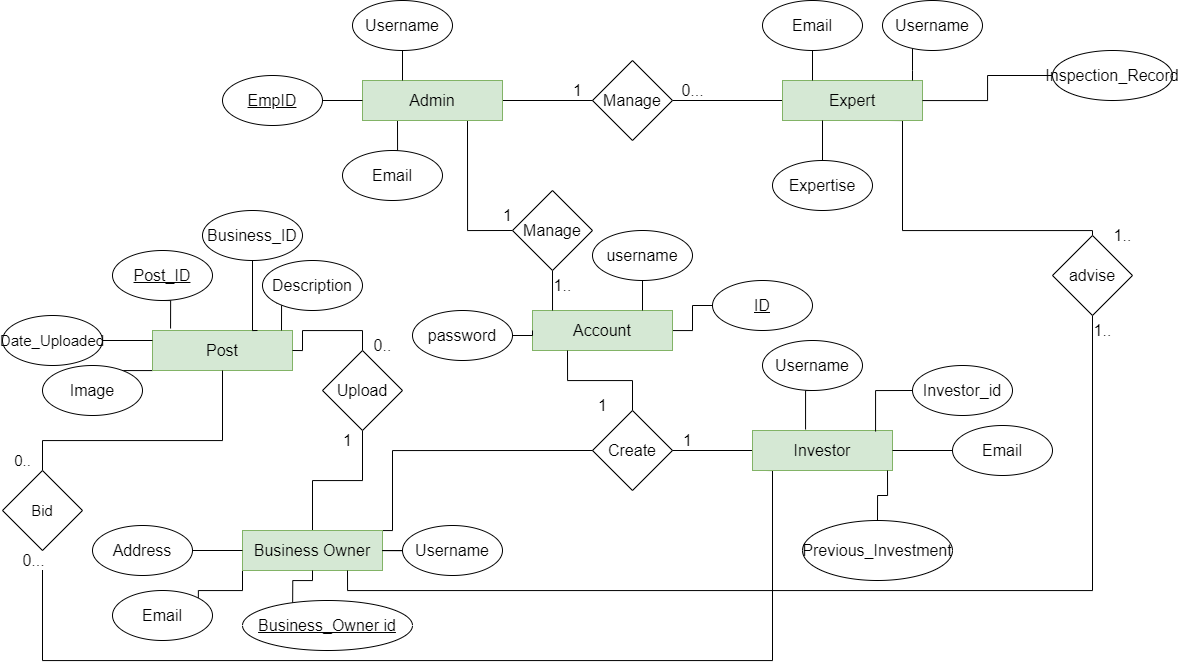 Username
Email
Username
EmpID
Admin
1
Manage
0...
Expert
Inspection_Record
Email
Expertise
1
Manage
1..
Business_ID
username
1..
advise
1..
Post_ID
Description
ID
password
Account
Date_Uploaded
Post
0..
Image
Upload
1
Username
Investor_id
1
Create
1
Investor
Email
0..
Bid
0...
Address
Business Owner
Username
Previous_Investment
Email
Business_Owner id